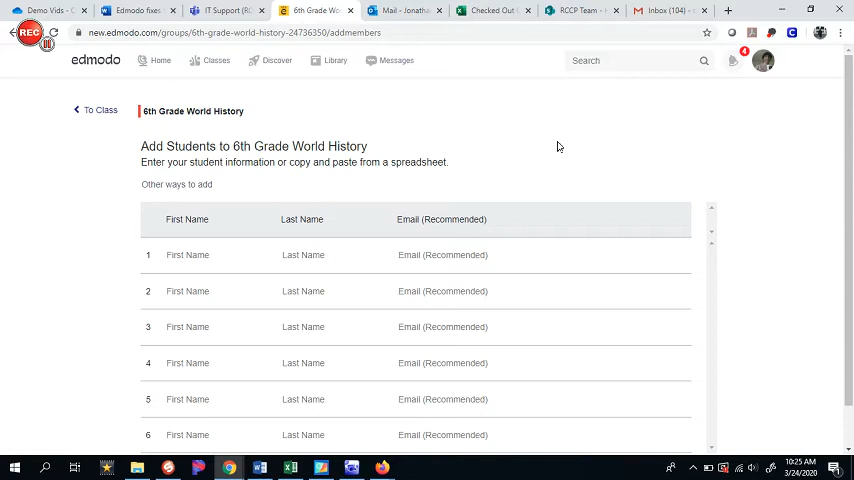 Demo Vids - C
Edmodo fixes
IT Support (RC
6th Grade Wo
Mail - Jonatha
Checked Out C
RCCP Team - H
Inbox (104) - c
REC
new.edmodo.com/groups/6th-grade-world-history-24736350/addmembers
edmodo
Home
Classes
Discover
Library
Messages
Search
4
To Class
6th Grade World History
Add Students to 6th Grade World History
Enter your student information or copy and paste from a spreadsheet.
Other ways to add
First Name Last Name Email (Recommended)
1 First Name Last Name Email (Recommended)
2 First Name Last Name Email (Recommended)
3 First Name Last Name Email (Recommended)
4 First Name Last Name Email (Recommended)
5 First Name Last Name Email (Recommended)
6 First Name Last Name Email (Recommended)
10:25 AM
3/24/2020